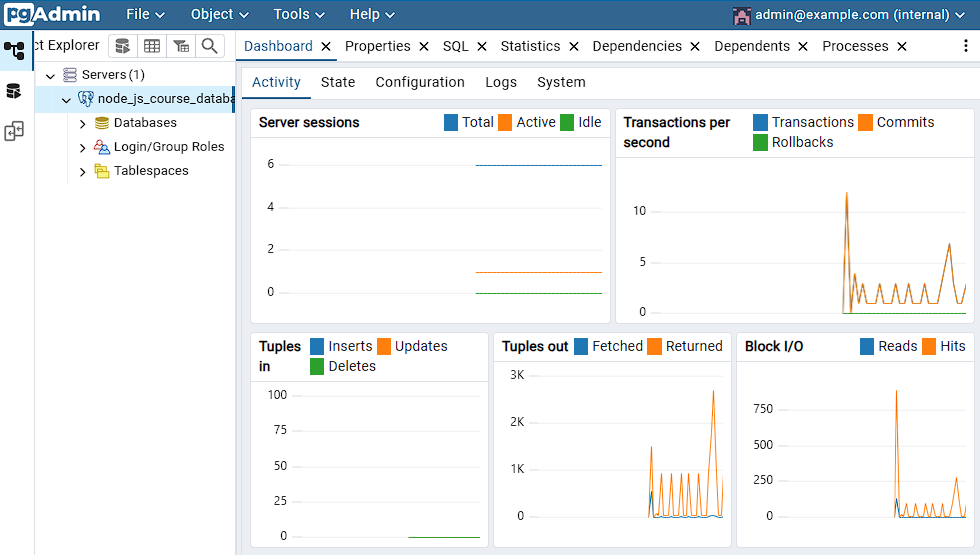 pgAdmin File Object Tools Help admin@example.com (internal)
ct Explorer Dashboard Properties SQL Statistics Dependencies Dependents Processes
Servers (1)
node_js_course_databa
Databases
Login/Group Roles
Tablespaces
Activity State Configuration Logs System
Server sessions Total Active Idle
6
4
2
0
Transactions per second Transactions Commits
Rollbacks
10
5
0
Tuples in Inserts Updates
Deletes
100
75
50
25
0
Tuples out Fetched Returned
3K
2K
1K
0
Block I/O Reads Hits
750
500
250
0